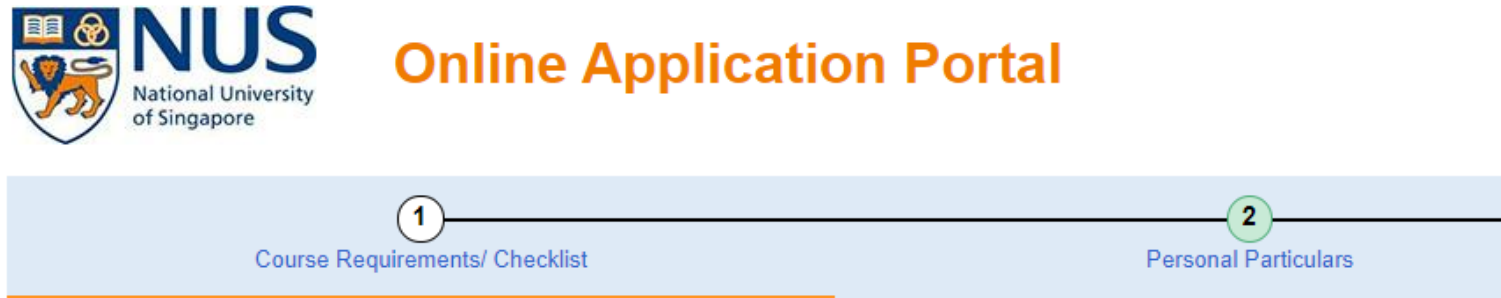 NUS
National University
of Singapore
Online Application Portal
1
Course Requirements/ Checklist
2
Personal Particulars